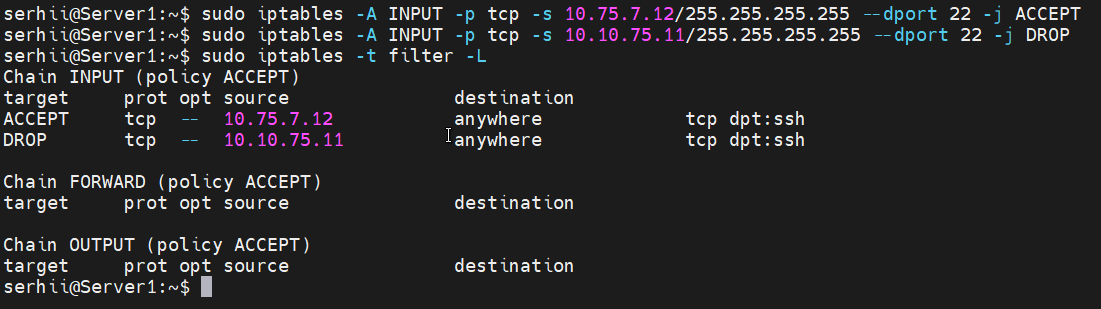 serhii@Server1:~$ sudo iptables -A INPUT -p tcp -s 10.75.7.12/255.255.255.255 --dport 22 -j ACCEPT
serhii@Server1:~$ sudo iptables -A INPUT -p tcp -s 10.10.75.11/255.255.255.255 --dport 22 -j DROP
serhii@Server1:~$ sudo iptables -t filter -L
Chain INPUT (policy ACCEPT)
target     prot opt source               destination
ACCEPT     tcp  --  10.75.7.12           anywhere             tcp dpt:ssh
DROP       tcp  --  10.10.75.11          anywhere             tcp dpt:ssh

Chain FORWARD (policy ACCEPT)
target     prot opt source               destination

Chain OUTPUT (policy ACCEPT)
target     prot opt source               destination
serhii@Server1:~$